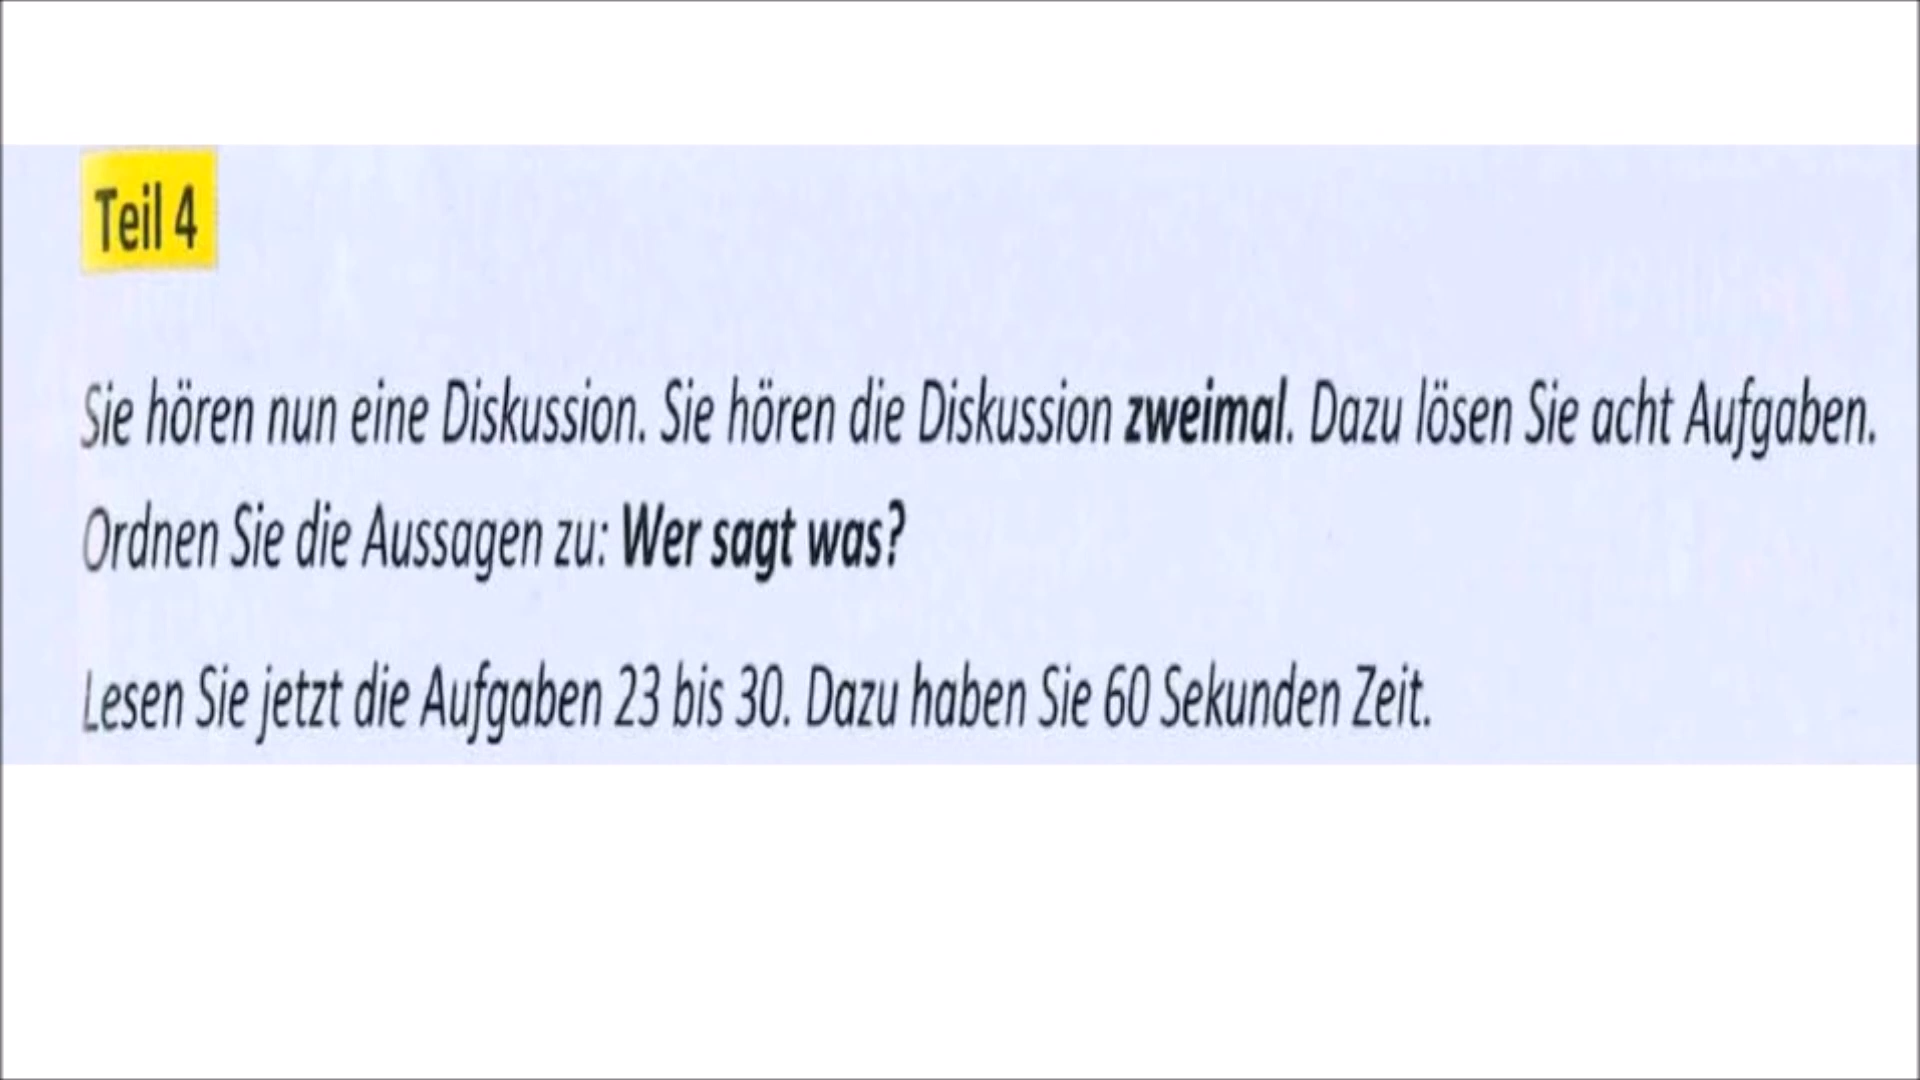 Teil 4
Sie hören nun eine Diskussion. Sie hören die Diskussion zweimal. Dazu lösen Sie acht Aufgaben.
Ordnen Sie die Aussagen zu: Wer sagt was?
Lesen Sie jetzt die Aufgaben 23 bis 30. Dazu haben Sie 60 Sekunden Zeit.